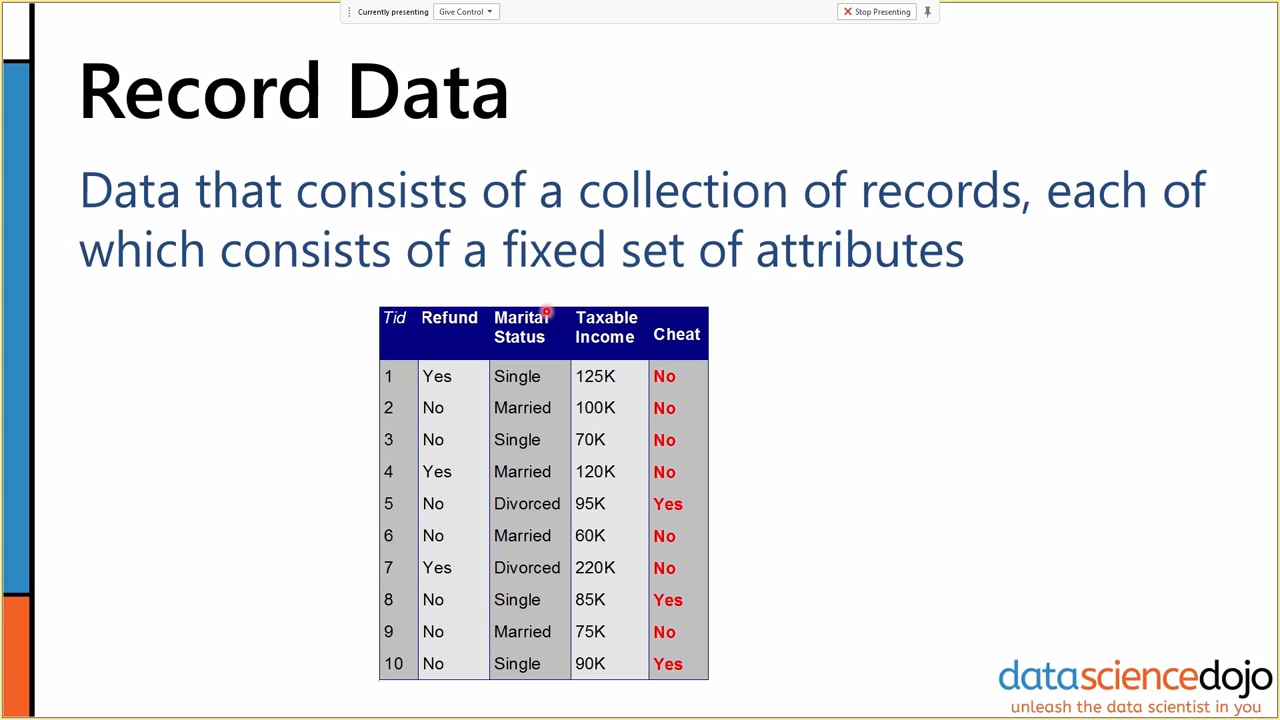 Currently presenting Give Control Stop Presenting
Record Data
Data that consists of a collection of records, each of
which consists of a fixed set of attributes
Tid Refund Marital Status Taxable Income Cheat
1 Yes Single 125K No
2 No Married 100K No
3 No Single 70K No
4 Yes Married 120K No
5 No Divorced 95K Yes
6 No Married 60K No
7 Yes Divorced 220K No
8 No Single 85K Yes
9 No Married 75K No
10 No Single 90K Yes
datasciencedojo
unleash the data scientist in you